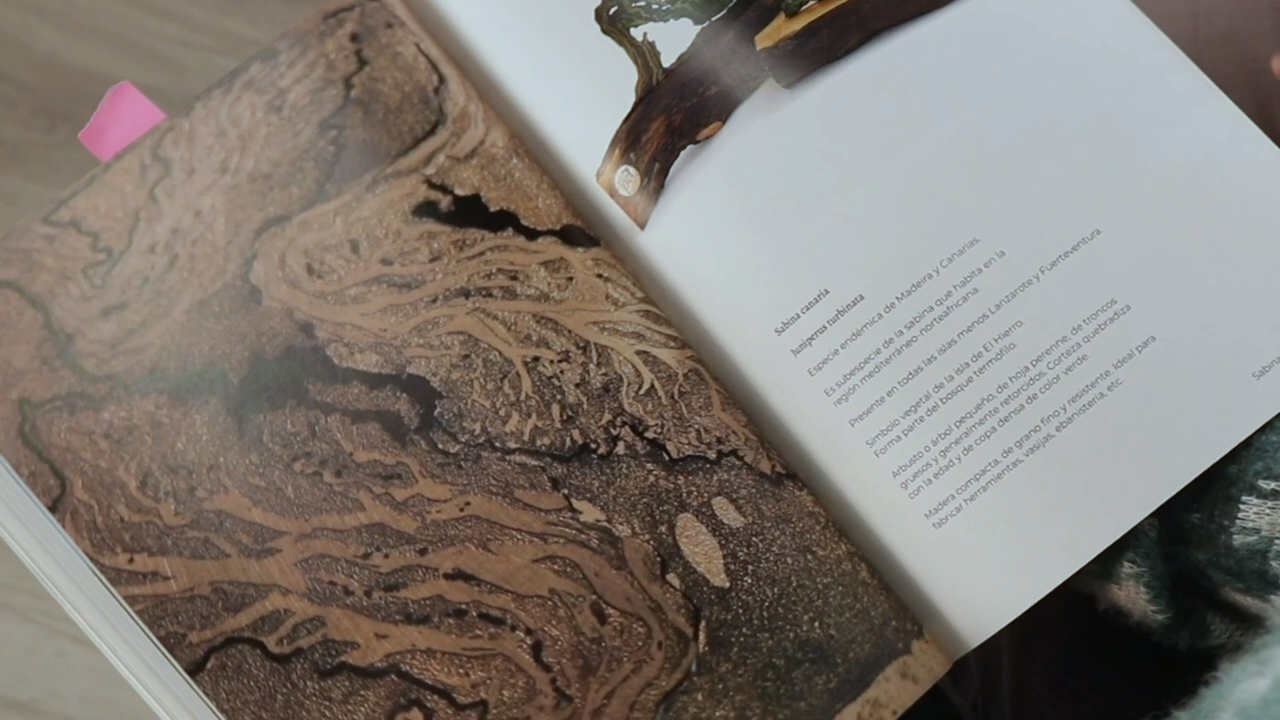 Sabina canaria
Juniperus turbinata
Especie endémica de Madeira y Canarias.
Es subespecie de la sabina que habita en la
región mediterráneo-norteafricana.
Presente en todas las islas menos Lanzarote y Fuerteventura.
Símbolo vegetal de la isla de El Hierro.
Forma parte del bosque termófilo.
Arbusto o árbol pequeño, de hoja perenne, de troncos
gruesos y generalmente retorcidos. Corteza quebradiza
con la edad y de copa densa de color verde.
Madera compacta, de grano fino y resistente. Ideal para
fabricar herramientas, vasijas, ebanistería, etc.